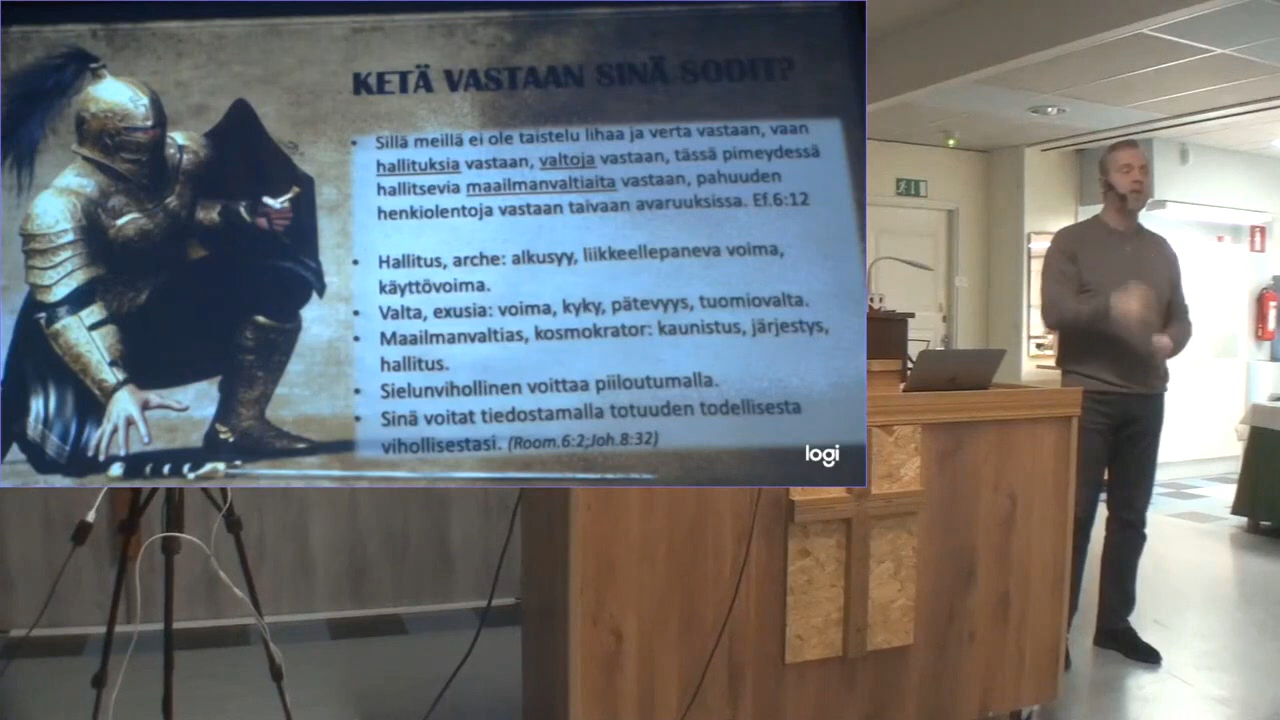 KETÄ VASTAAN SINÄ SODIT?
• Sillä meillä ei ole taistelu lihaa ja verta vastaan, vaan
hallituksia vastaan, valtoja vastaan, tässä pimeydessä
hallitsevia maailmanvaltiaita vastaan, pahuuden
henkiolentoja vastaan taivaan avaruuksissa. Ef.6:12
• Hallitus, arche: alkusyy, liikkeellepaneva voima,
käyttövoima.
• Valta, exusia: voima, kyky, pätevyys, tuomiovalta.
• Maailmanvaltias, kosmokrator: kaunistus, järjestys,
hallitus.
• Sielunvihollinen voittaa piiloutumalla.
• Sinä voitat tiedostamalla totuuden todellisesta
vihollisestasi. (Room.6:2;Joh.8:32)
logi